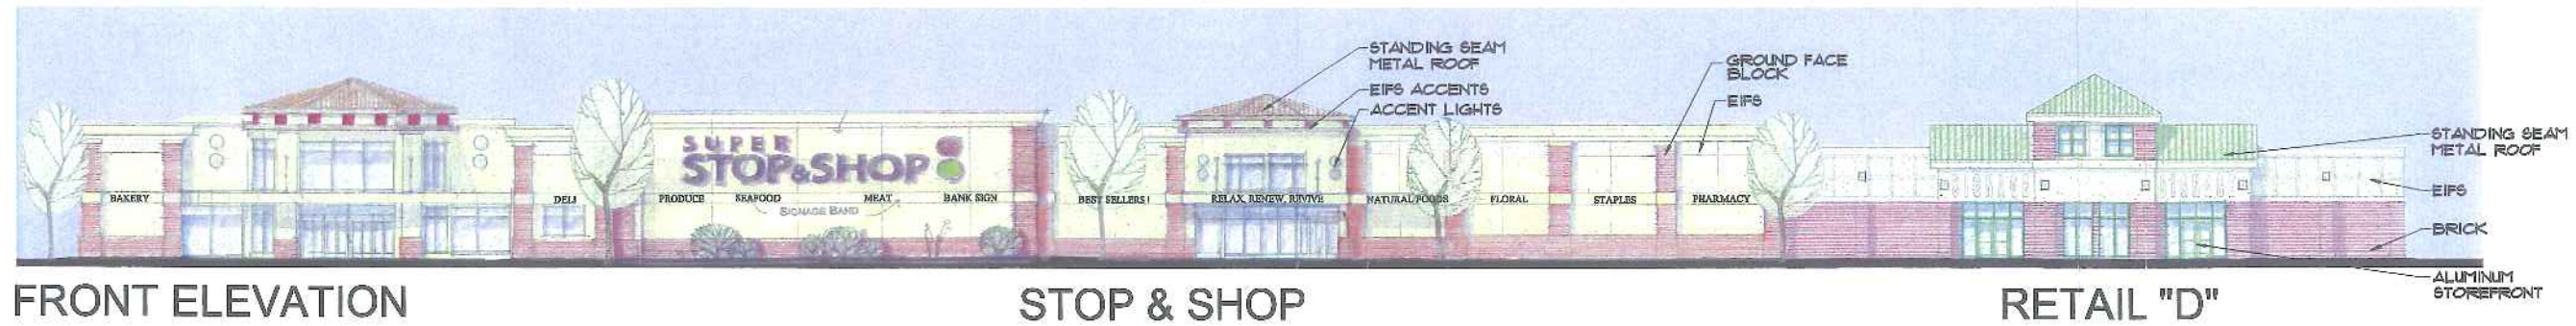 STANDING SEAM
METAL ROOF
EIFS ACCENTS
ACCENT LIGHTS
GROUND FACE
BLOCK
EIFS
STANDING SEAM
METAL ROOF
EIFS
BRICK
ALUMINUM
STOREFRONT
SUPER
STOP&SHOP
BAKERY
DELI
PRODUCE
SEAFOOD
MEAT
BANK SIGN
SIGNAGE BAND
BEST SELLERS!
RELAX, RENEW, REVIVE
NATURAL FOODS
FLORAL
STAPLES
PHARMACY
FRONT ELEVATION
STOP & SHOP
RETAIL "D"